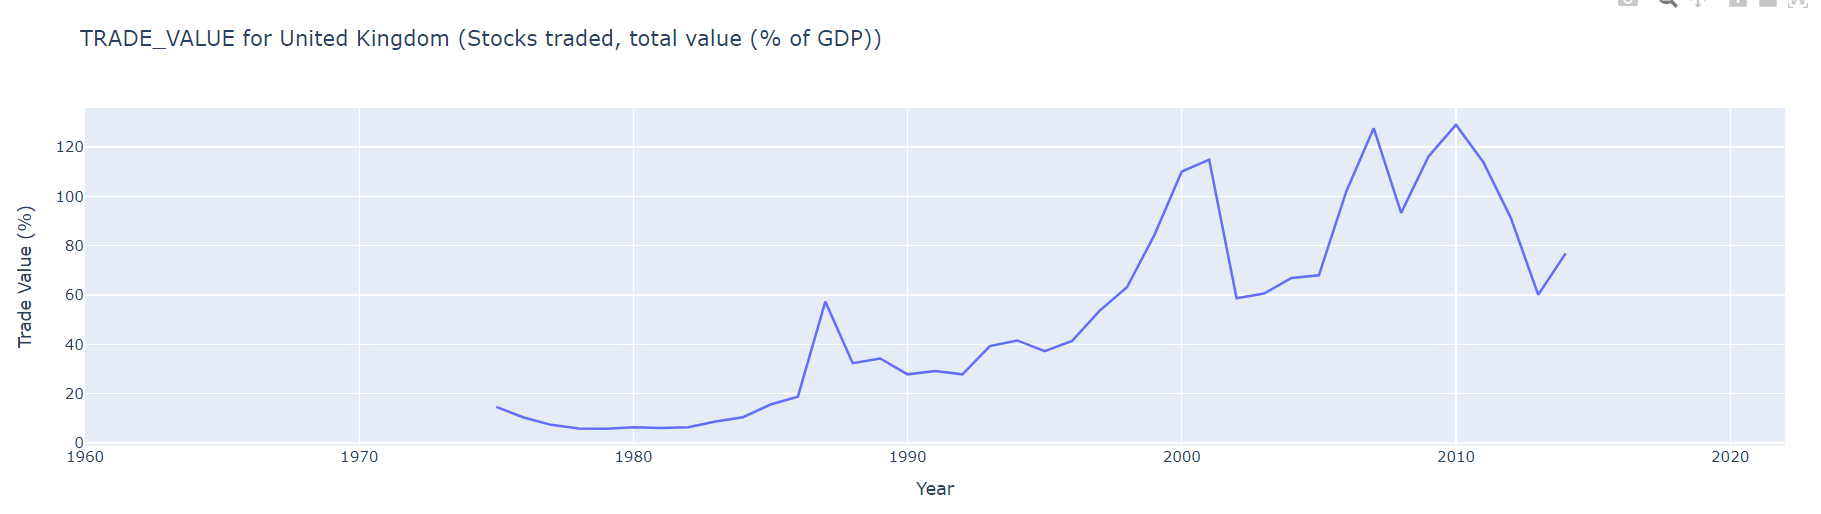 TRADE_VALUE for United Kingdom (Stocks traded, total value (% of GDP))
Trade Value (%)
120
100
80
60
40
20
0
1960 1970 1980 1990 2000 2010 2020
Year